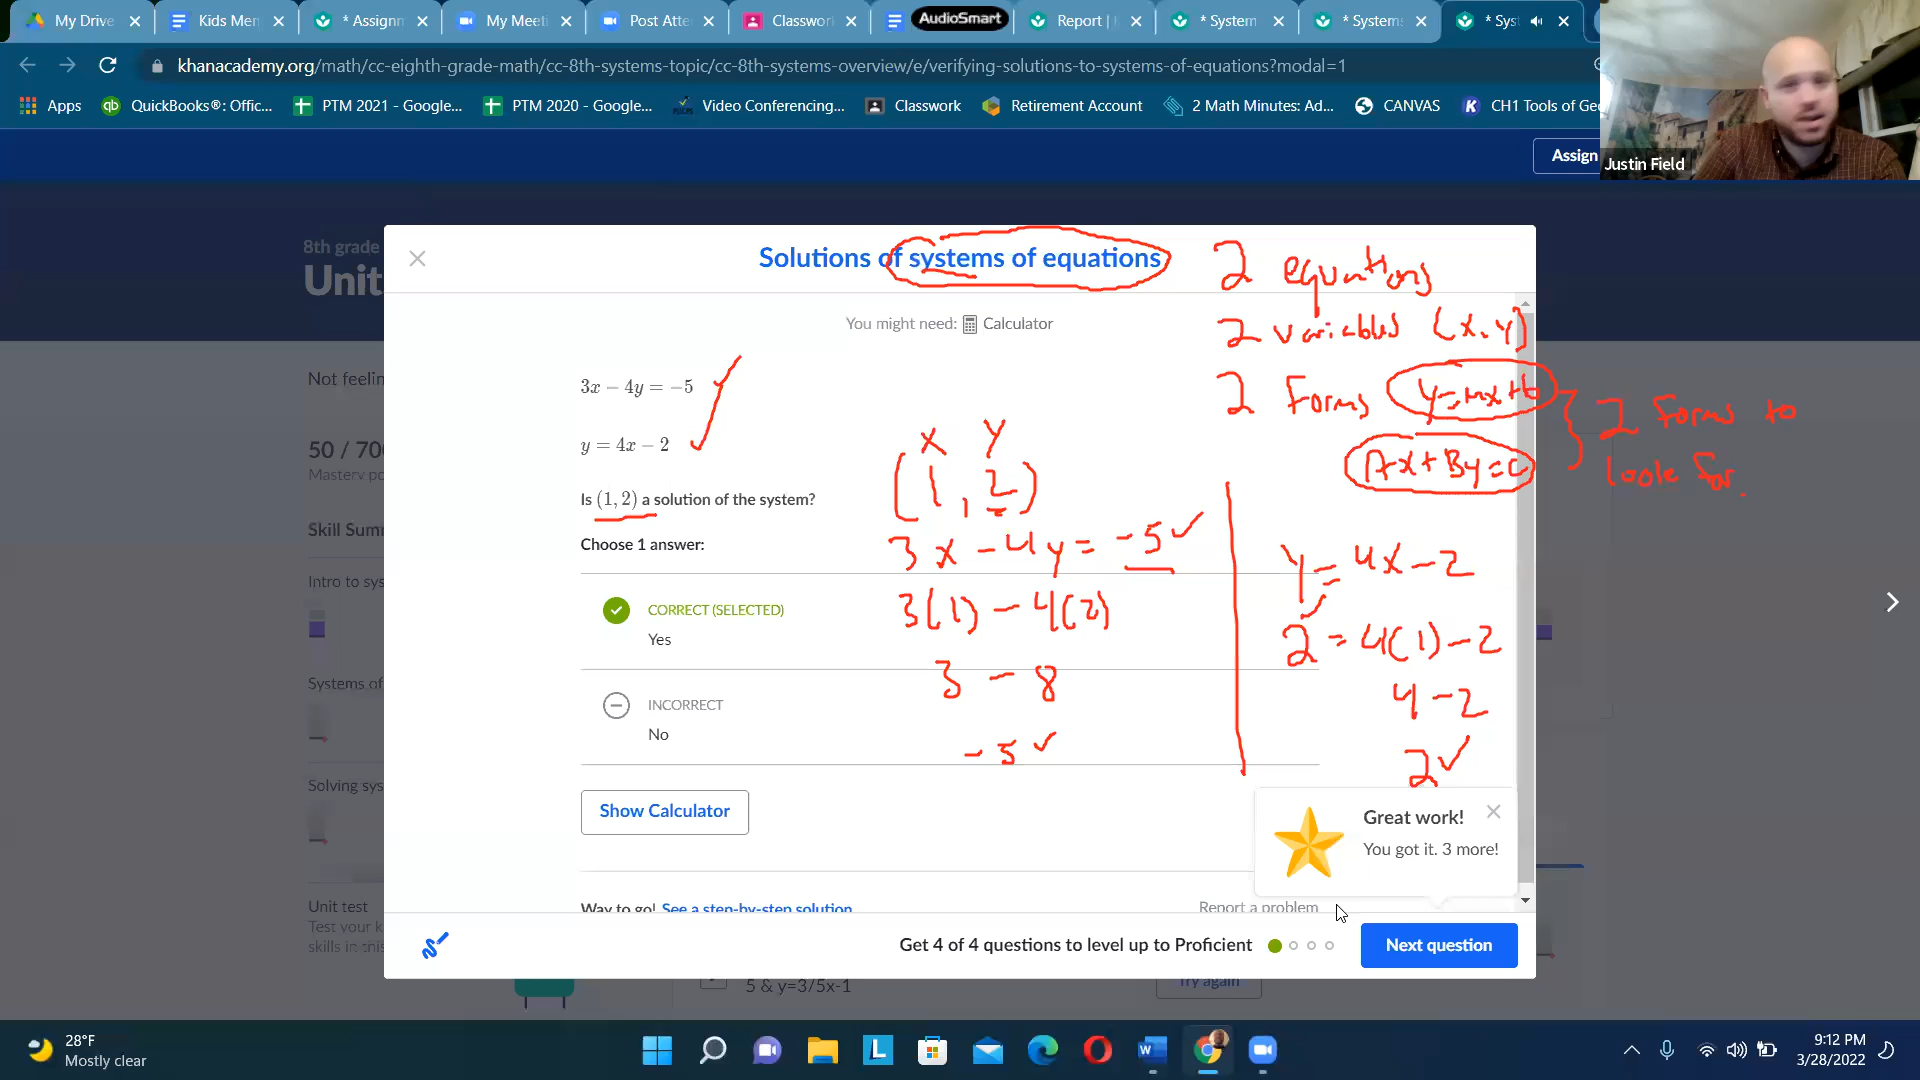 My Drive
Kids Men
* Assignm
My Meeti
Post Atte
Classwor
AudioSmart
Report |
* System
* System
* Syst
khanacademy.org/math/cc-eighth-grade-math/cc-8th-systems-topic/cc-8th-systems-overview/e/verifying-solutions-to-systems-of-equations?modal=1
Apps
QuickBooks®: Offic...
PTM 2021 - Google...
PTM 2020 - Google...
Video Conferencing...
Classwork
Retirement Account
2 Math Minutes: Ad...
CANVAS
CH1 Tools of Geo
Assign
Justin Field
8th grade
Unit
Not feelin
50 / 700
Mastery po
Skill Summ
Intro to sys
Systems of
Solving sys
Unit test
Test your k
skills in this
Solutions of systems of equations
You might need: Calculator
3x − 4y = −5
y = 4x − 2
Is (1, 2) a solution of the system?
Choose 1 answer:
CORRECT (SELECTED)
Yes
INCORRECT
No
Show Calculator
Way to go! See a step-by-step solution
Report a problem
Great work!
You got it. 3 more!
Get 4 of 4 questions to level up to Proficient
Next question
5 & y=3/5x-1
Try again
2 equations
2 variables (x, y)
2 Forms y=mx+b
Ax+By=C
2 forms to
look for.
x y
(1, 2)
3x - 4y = -5 ✓
3(1) - 4(2)
3 - 8
-5 ✓
y = 4x - 2
2 = 4(1) - 2
4 - 2
2 ✓
28°F
Mostly clear
9:12 PM
3/28/2022